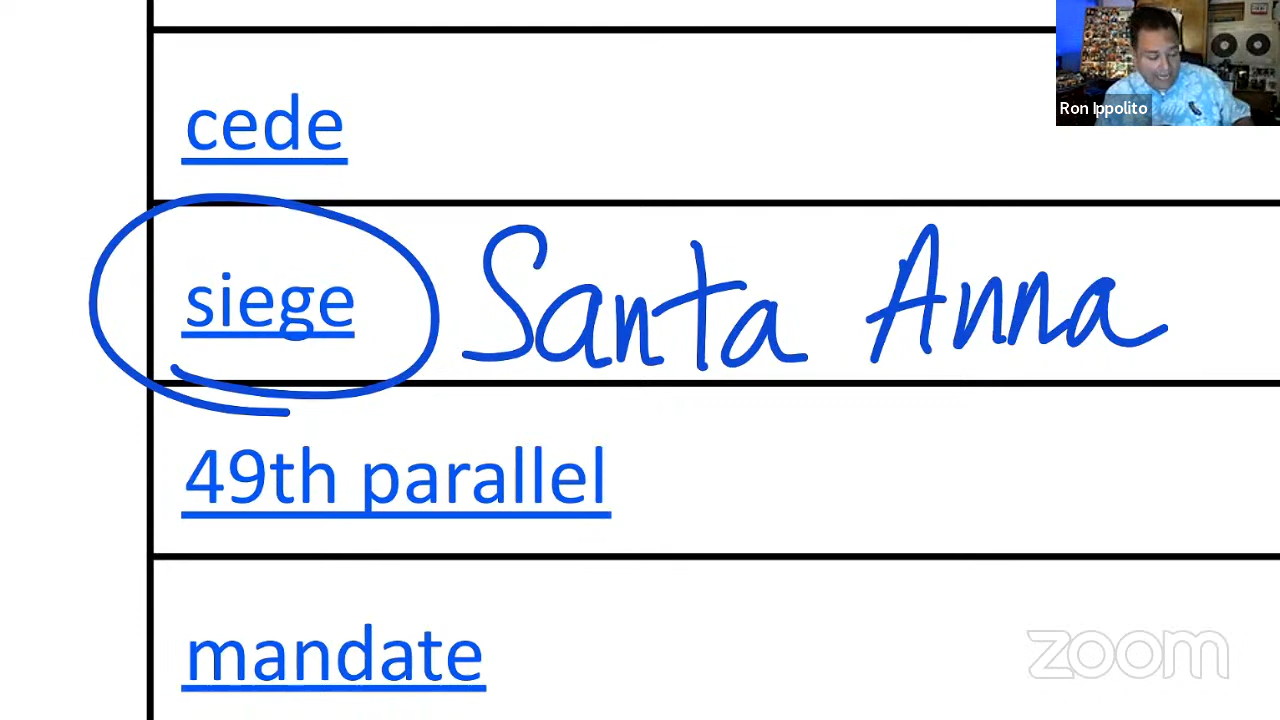 Ron Ippolito
cede
siege Santa Anna
49th parallel
mandate
zoom